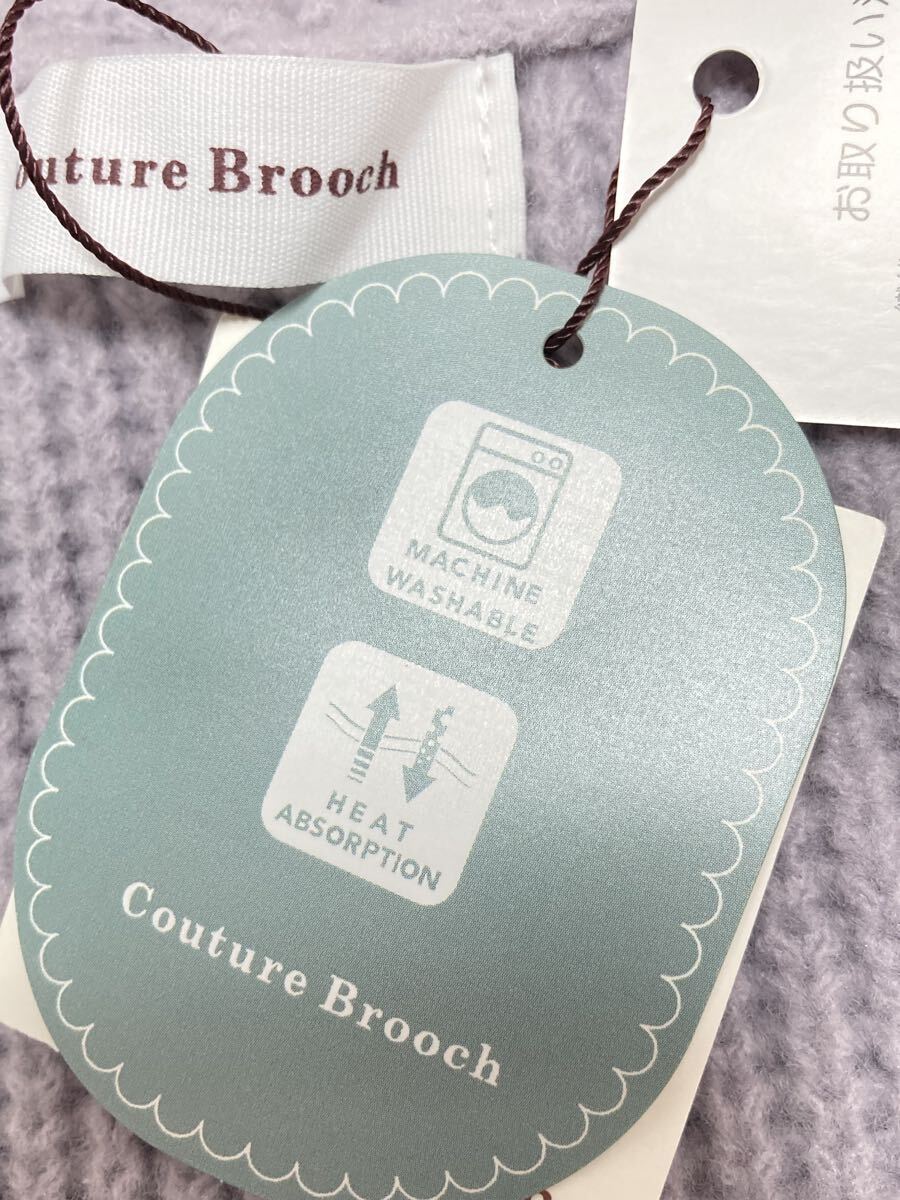 outure Brooch
お取り扱い
MACHINE
WASHABLE
HEAT
ABSORPTION
Couture Brooch